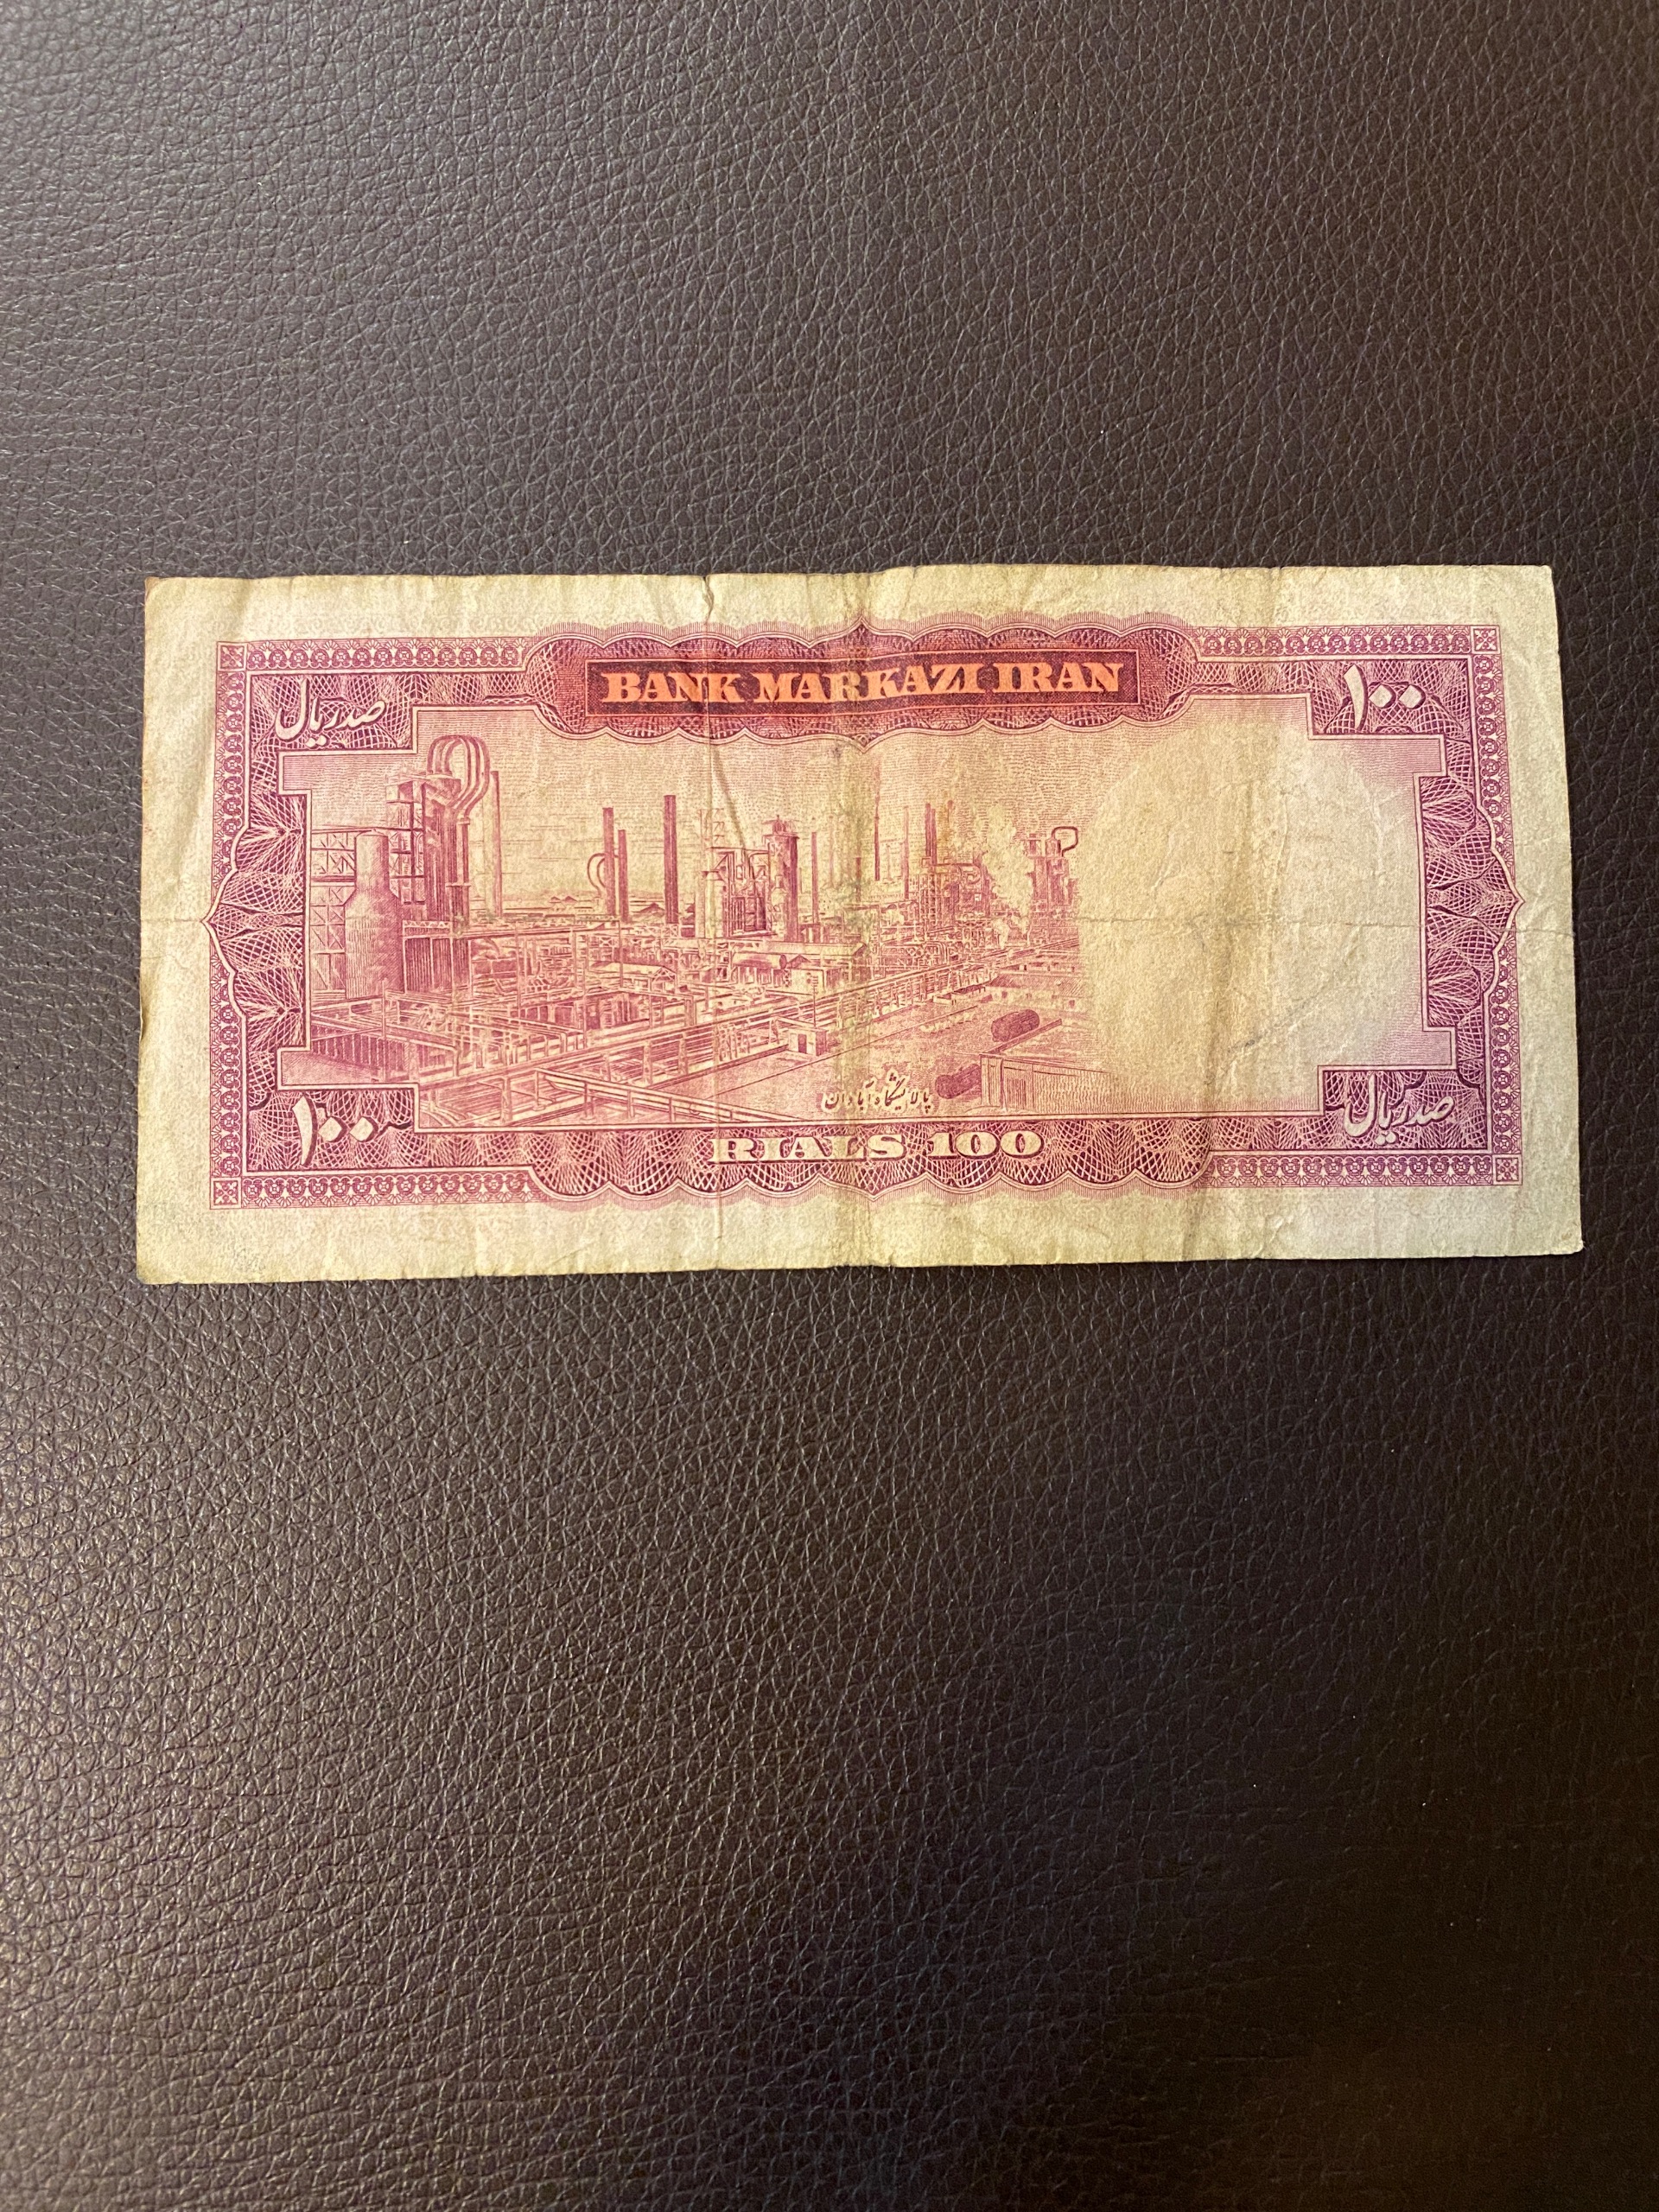 BANK MARKAZI IRAN
صد ریال
۱۰۰
پالایشگاه آبادان
۱۰۰
RIALS 100
صد ریال